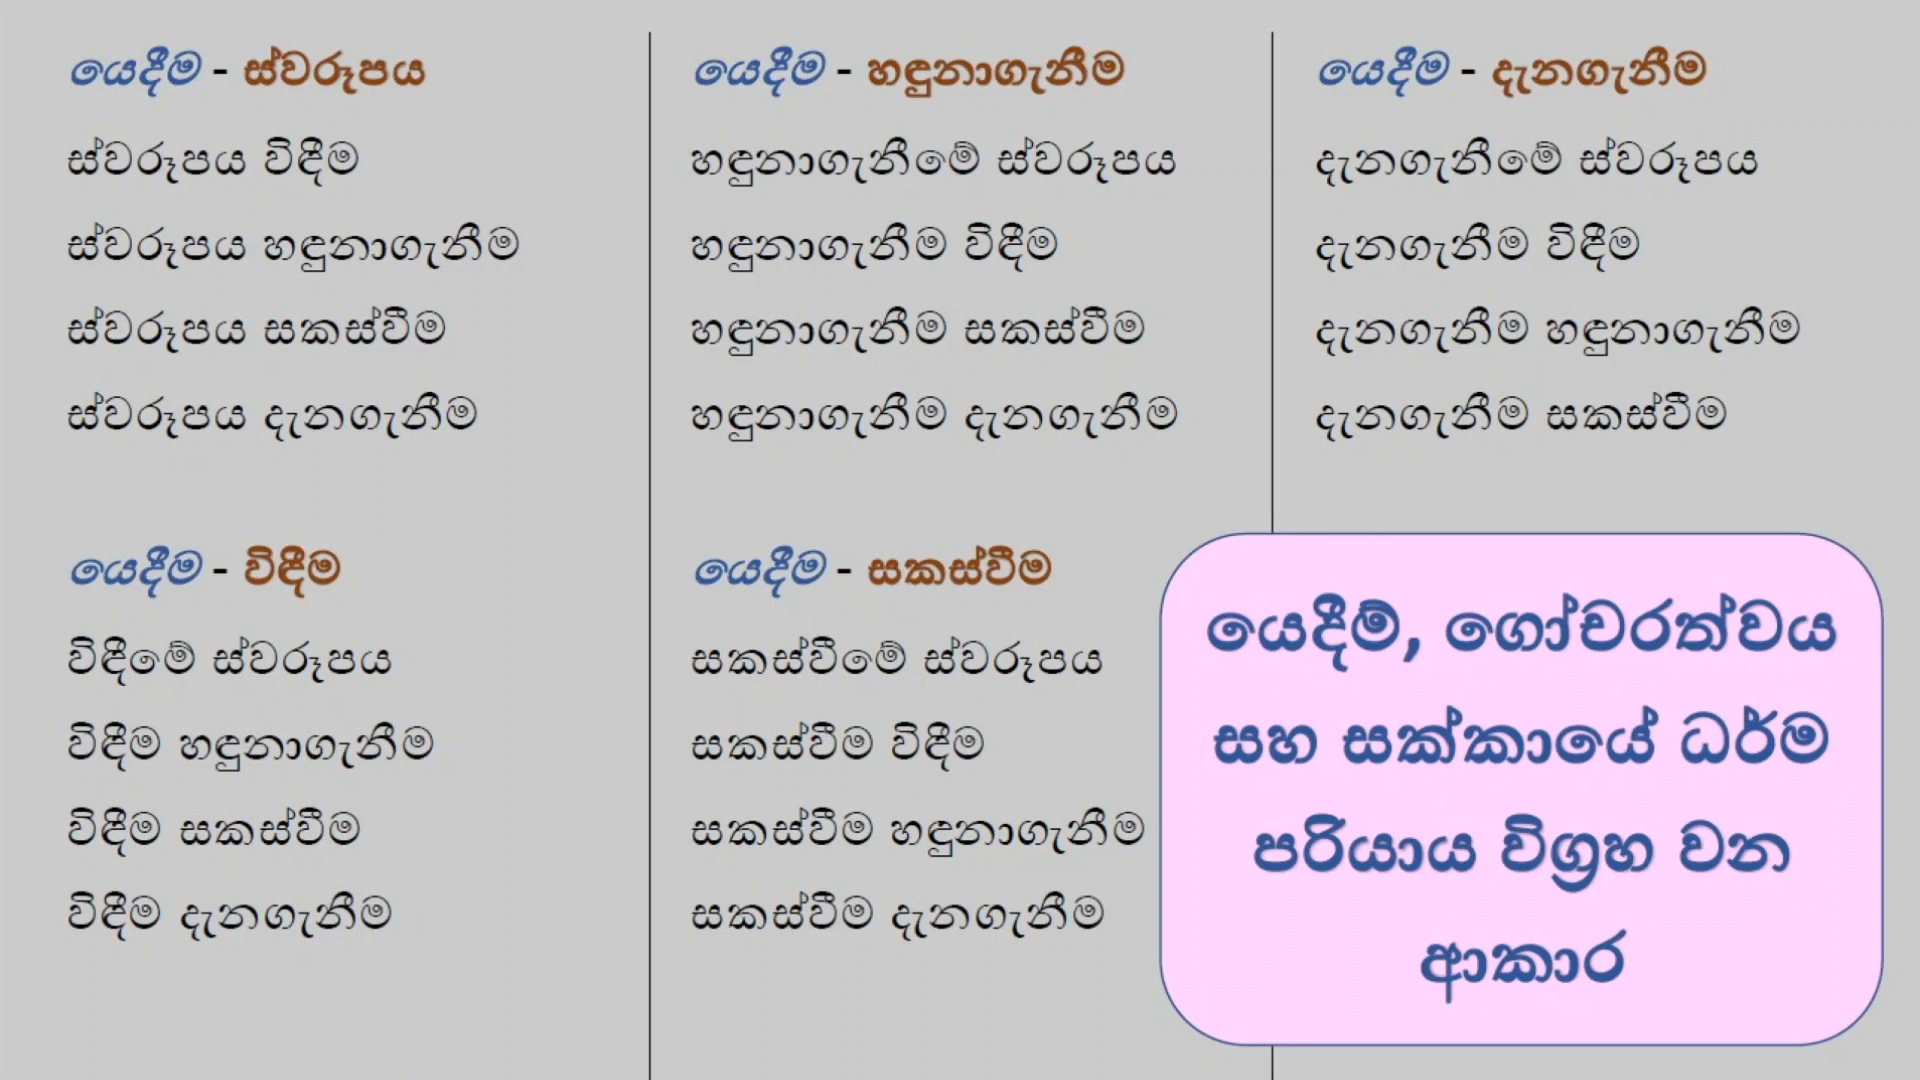 යෙදීම - ස්වරූපය
ස්වරූපය විඳීම
ස්වරූපය හඳුනාගැනීම
ස්වරූපය සකස්වීම
ස්වරූපය දැනගැනීම
යෙදීම - විඳීම
විඳීමේ ස්වරූපය
විඳීම හඳුනාගැනීම
විඳීම සකස්වීම
විඳීම දැනගැනීම
යෙදීම - හඳුනාගැනීම
හඳුනාගැනීමේ ස්වරූපය
හඳුනාගැනීම විඳීම
හඳුනාගැනීම සකස්වීම
හඳුනාගැනීම දැනගැනීම
යෙදීම - සකස්වීම
සකස්වීමේ ස්වරූපය
සකස්වීම විඳීම
සකස්වීම හඳුනාගැනීම
සකස්වීම දැනගැනීම
යෙදීම - දැනගැනීම
දැනගැනීමේ ස්වරූපය
දැනගැනීම විඳීම
දැනගැනීම හඳුනාගැනීම
දැනගැනීම සකස්වීම
යෙදීම්, ගෝචරත්වය
සහ සක්කායේ ධර්ම
පරියාය විග්‍රහ වන
ආකාර